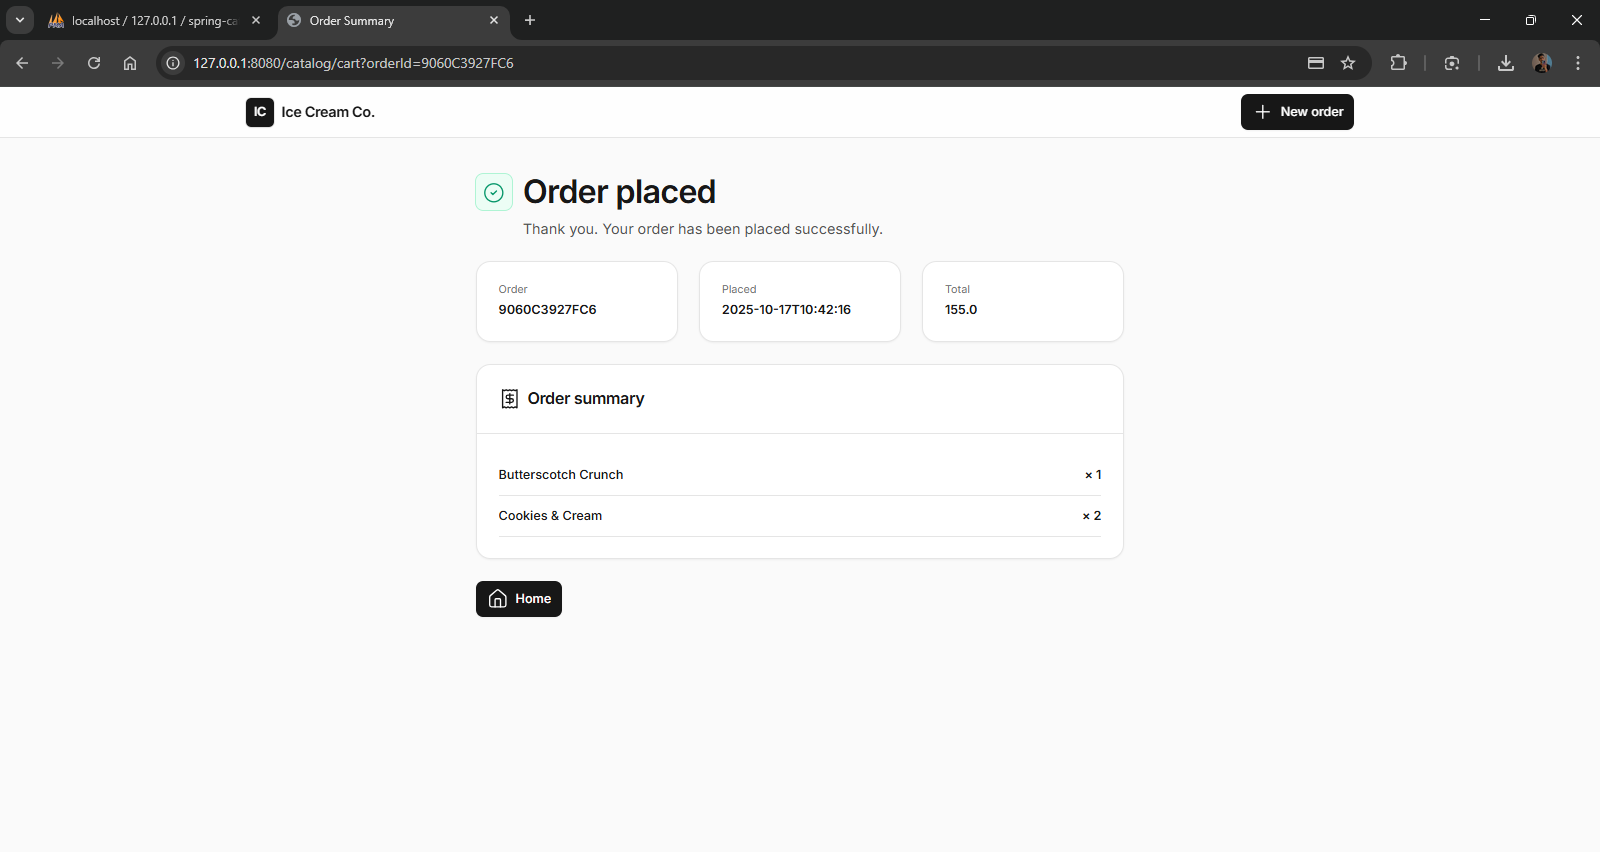 localhost / 127.0.0.1 / spring-ca
Order Summary
127.0.0.1:8080/catalog/cart?orderId=9060C3927FC6
IC Ice Cream Co.
New order
Order placed
Thank you. Your order has been placed successfully.
Order
9060C3927FC6
Placed
2025-10-17T10:42:16
Total
155.0
Order summary
Butterscotch Crunch × 1
Cookies & Cream × 2
Home